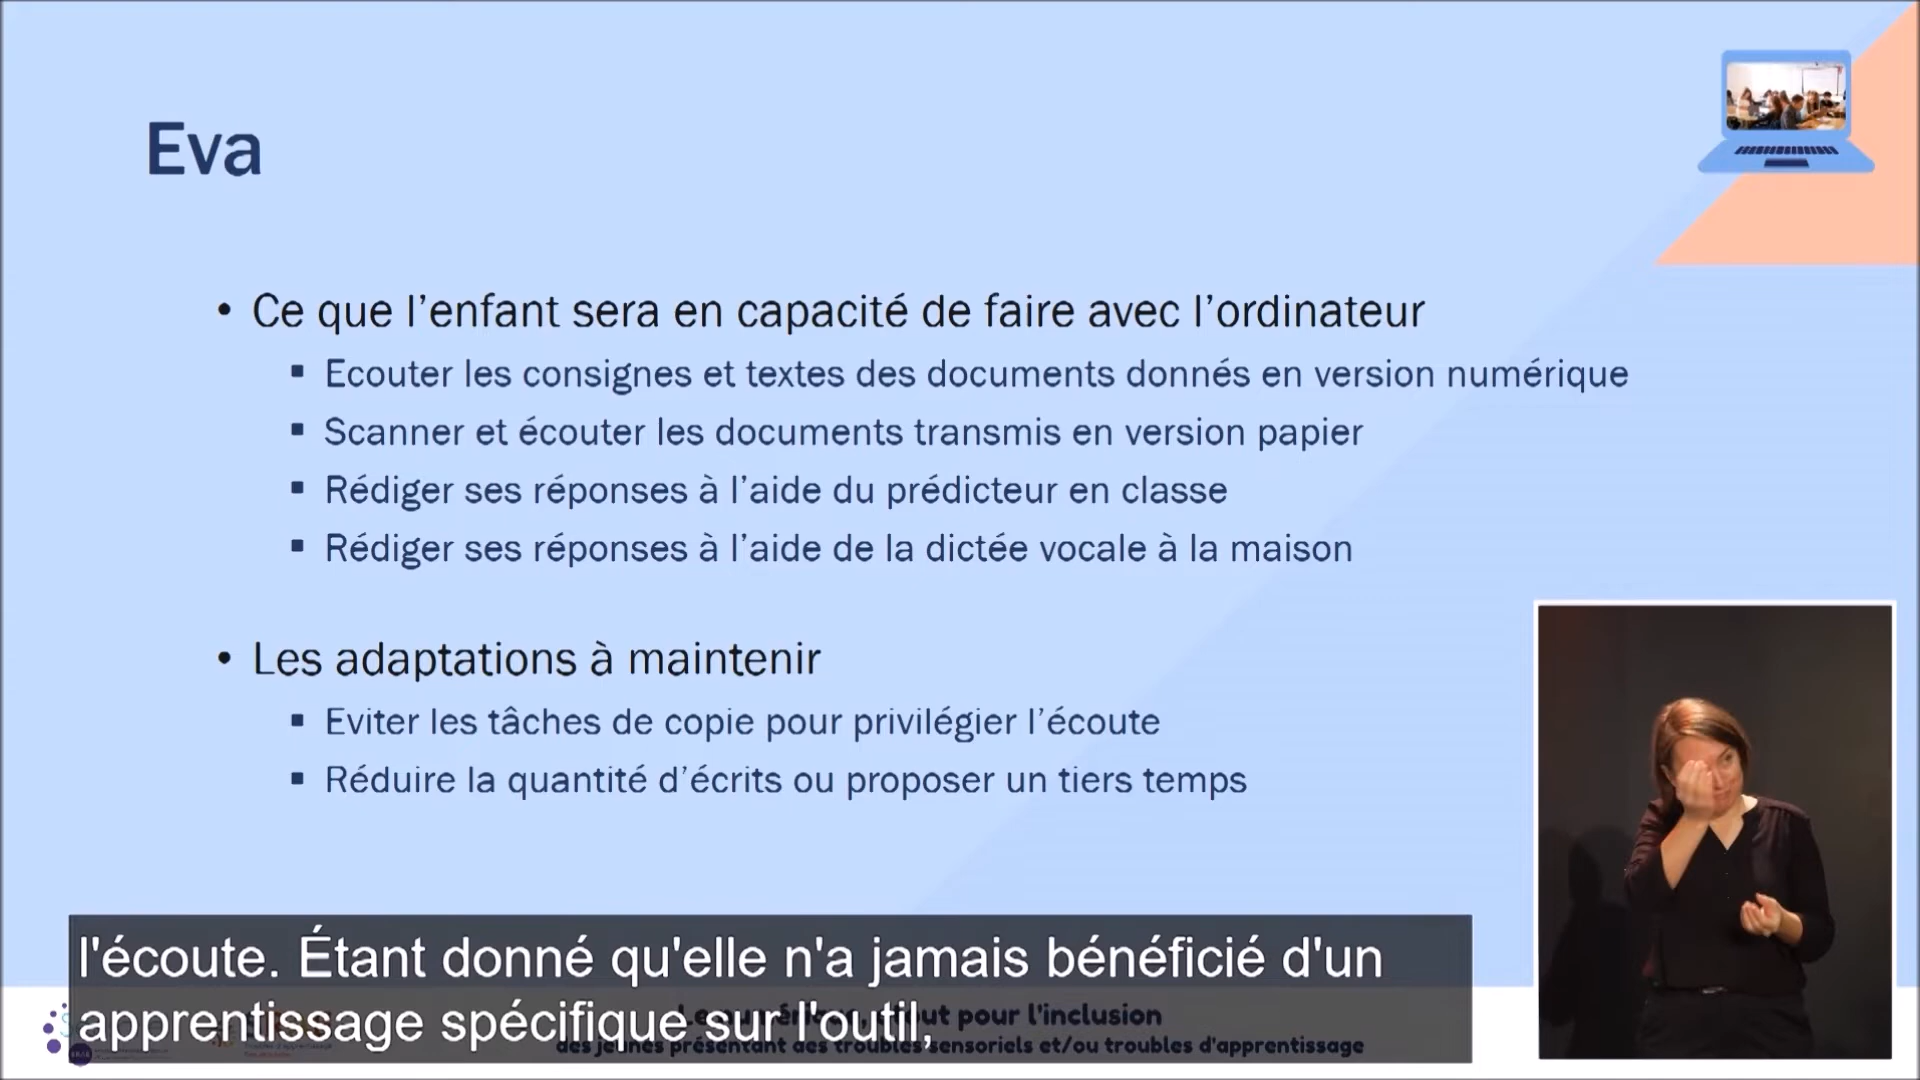 Eva
• Ce que l’enfant sera en capacité de faire avec l’ordinateur
▪ Ecouter les consignes et textes des documents donnés en version numérique
▪ Scanner et écouter les documents transmis en version papier
▪ Rédiger ses réponses à l’aide du prédicteur en classe
▪ Rédiger ses réponses à l’aide de la dictée vocale à la maison
• Les adaptations à maintenir
▪ Eviter les tâches de copie pour privilégier l’écoute
▪ Réduire la quantité d’écrits ou proposer un tiers temps
l'écoute. Étant donné qu'elle n'a jamais bénéficié d'un
apprentissage spécifique sur l'outil,
pour l'inclusion
des jeunes présentant des troubles sensoriels et/ou troubles d'apprentissage